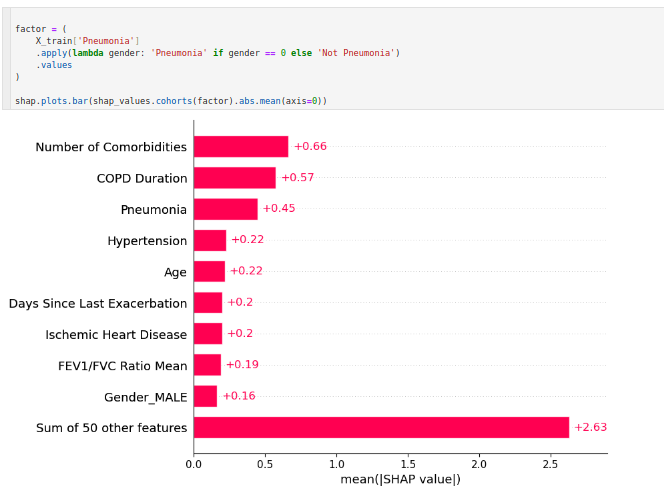 factor = (
X_train['Pneumonia']
.apply(lambda gender: 'Pneumonia' if gender == 0 else 'Not Pneumonia')
.values
)
shap.plots.bar(shap_values.cohorts(factor).abs.mean(axis=0))
Number of Comorbidities +0.66
COPD Duration +0.57
Pneumonia +0.45
Hypertension +0.22
Age +0.22
Days Since Last Exacerbation +0.2
Ischemic Heart Disease +0.2
FEV1/FVC Ratio Mean +0.19
Gender_MALE +0.16
Sum of 50 other features +2.63
0.0 0.5 1.0 1.5 2.0 2.5
mean(|SHAP value|)